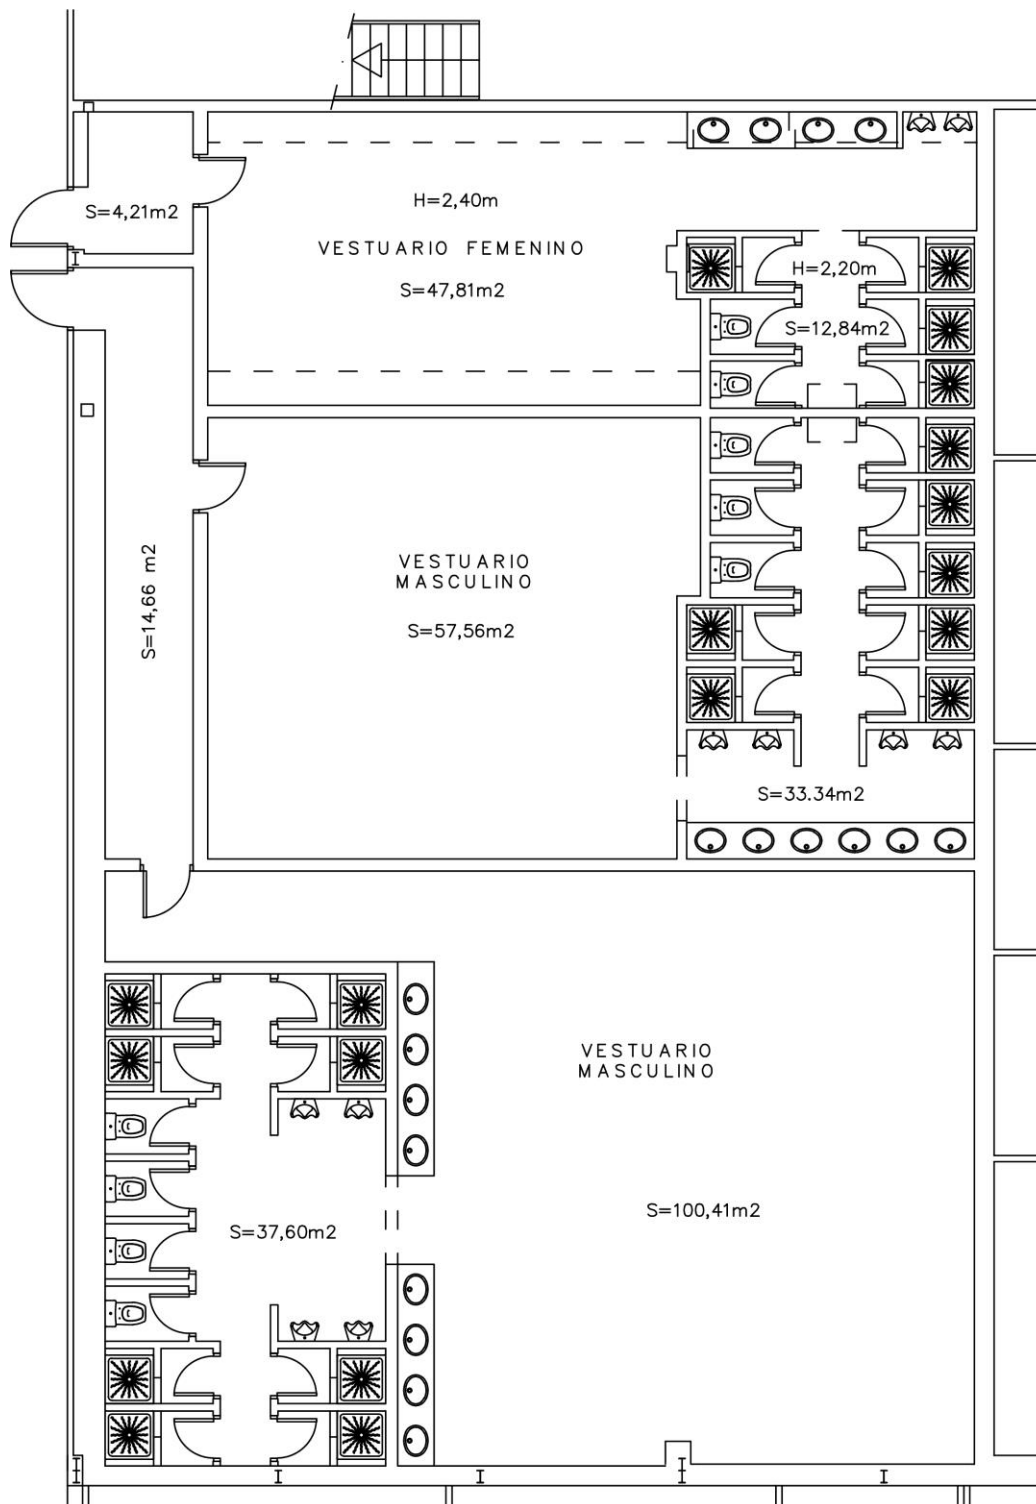 H=2,40m
S=4,21m2
VESTUARIO FEMENINO
H=2,20m
S=47,81m2
S=12,84m2
VESTUARIO
MASCULINO
S=14,66 m2
S=57,56m2
S=33.34m2
VESTUARIO
MASCULINO
S=100,41m2
S=37,60m2